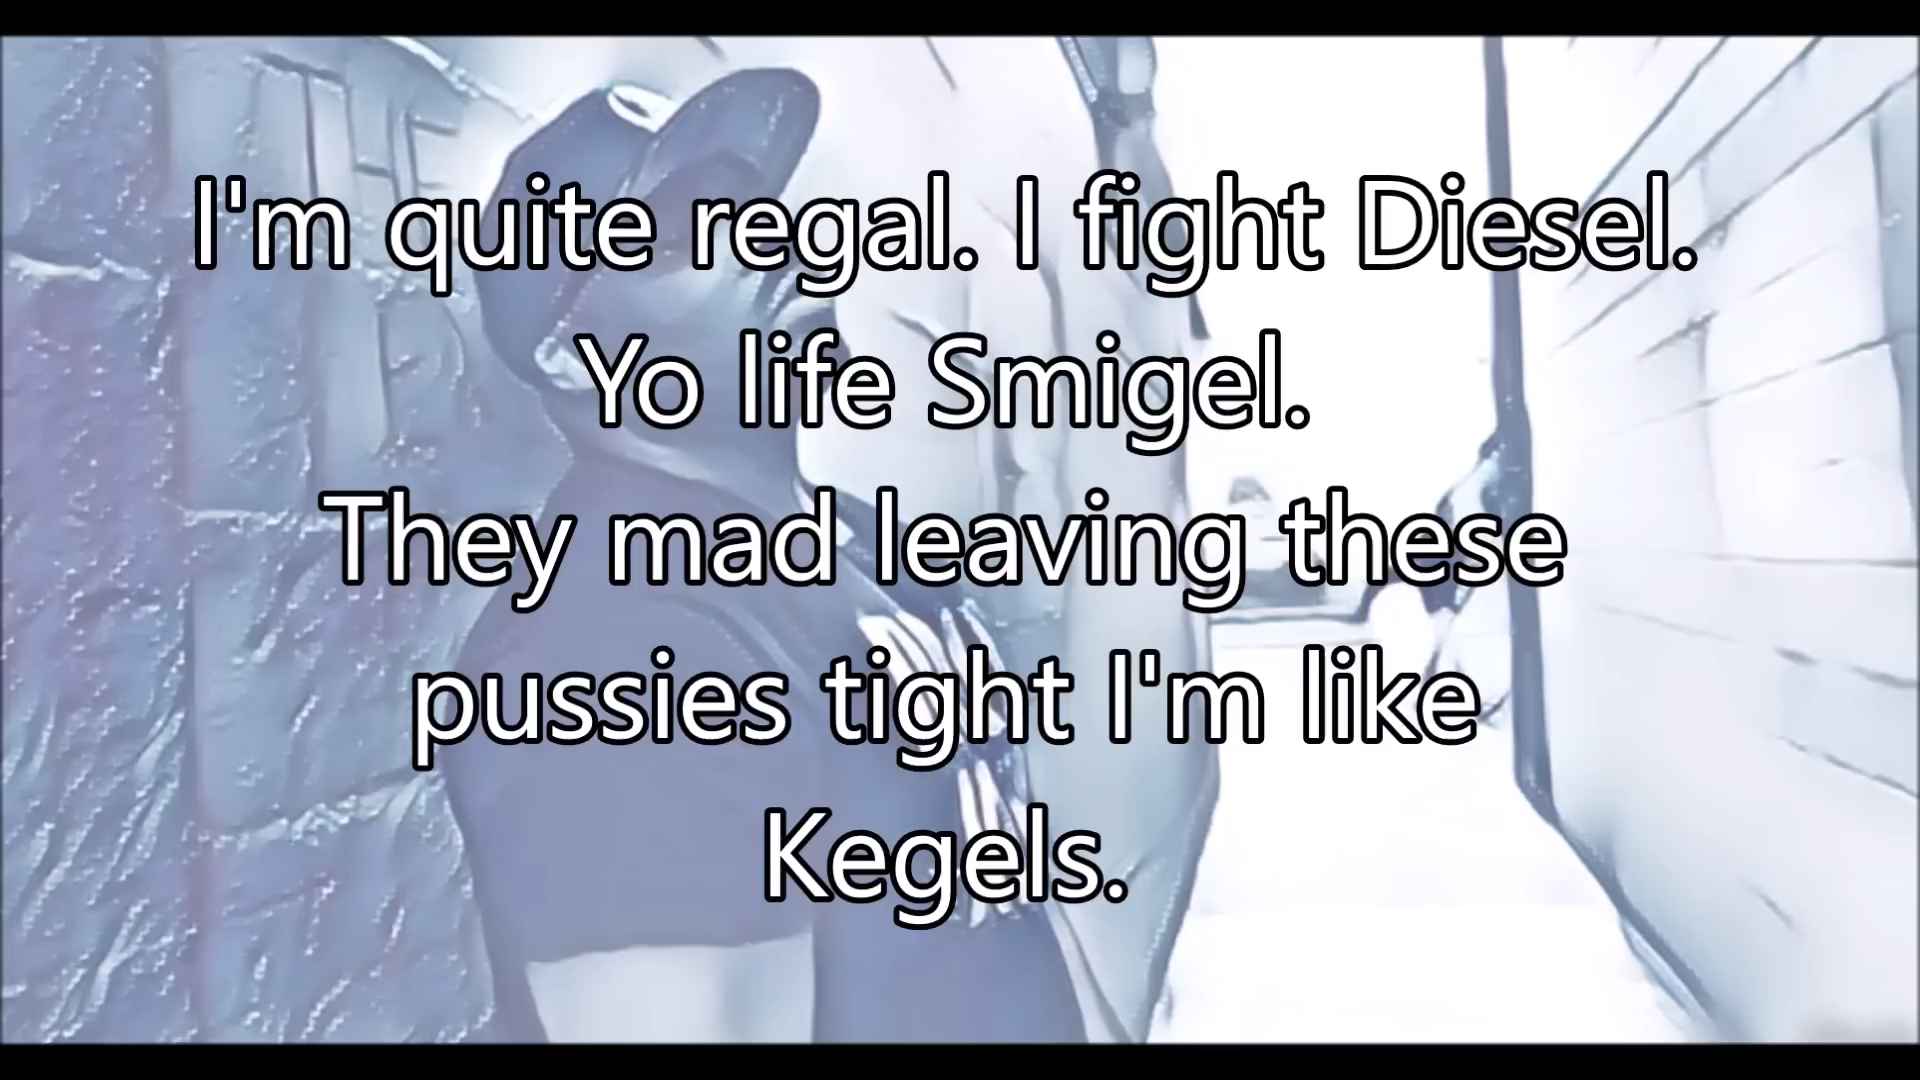 I'm quite regal. I fight Diesel.
Yo life Smigel.
They mad leaving these
pussies tight I'm like
Kegels.